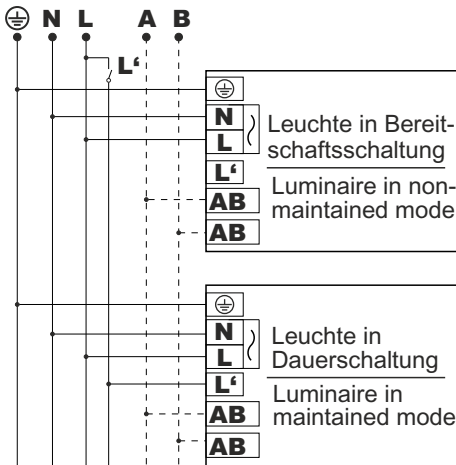 N L A B
L‘
N
L
L‘
AB
AB
Leuchte in Bereit-
schaftsschaltung
Luminaire in non-
maintained mode
N
L
L‘
AB
AB
Leuchte in
Dauerschaltung
Luminaire in
maintained mode